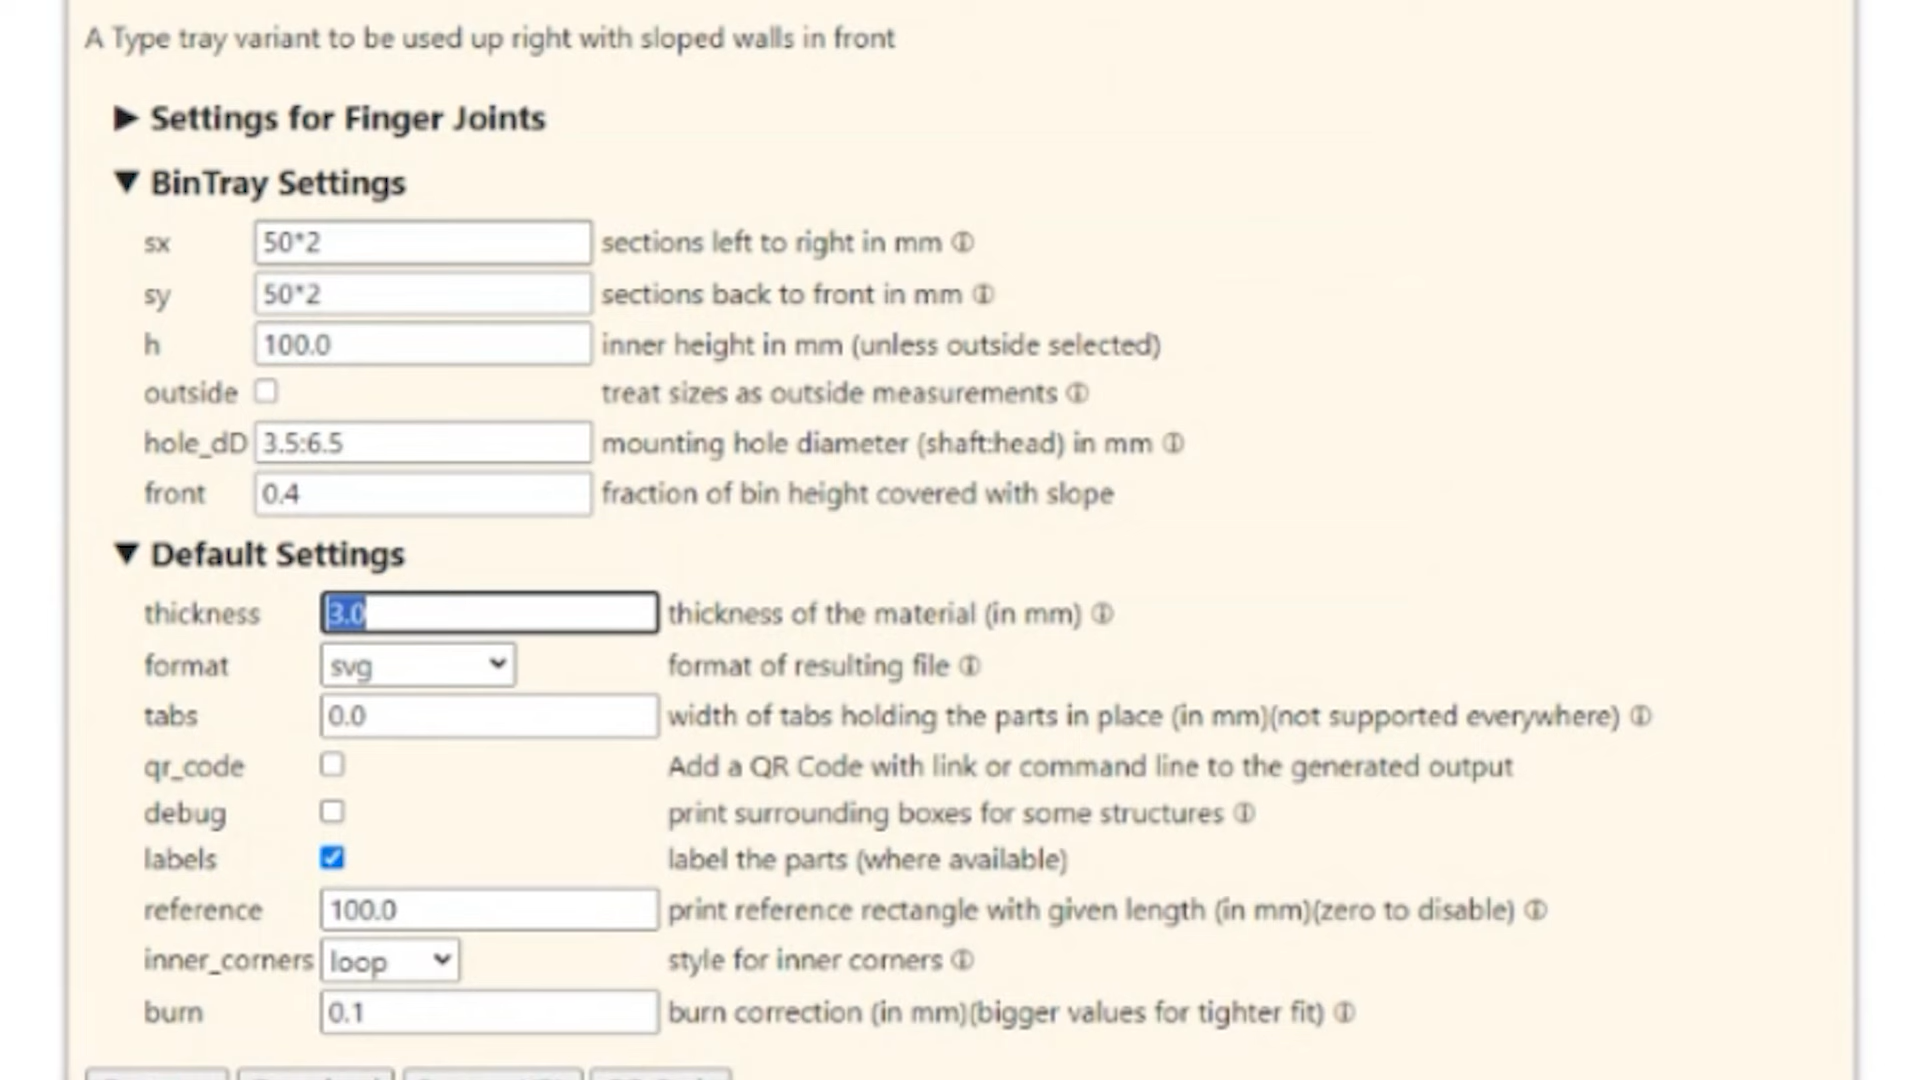 A Type tray variant to be used up right with sloped walls in front
▶ Settings for Finger Joints
▼ BinTray Settings
sx 50*2 sections left to right in mm ⓘ
sy 50*2 sections back to front in mm ⓘ
h 100.0 inner height in mm (unless outside selected)
outside treat sizes as outside measurements ⓘ
hole_dD 3.5:6.5 mounting hole diameter (shaft:head) in mm ⓘ
front 0.4 fraction of bin height covered with slope
▼ Default Settings
thickness 3.0 thickness of the material (in mm) ⓘ
format svg format of resulting file ⓘ
tabs 0.0 width of tabs holding the parts in place (in mm)(not supported everywhere) ⓘ
qr_code Add a QR Code with link or command line to the generated output
debug print surrounding boxes for some structures ⓘ
labels label the parts (where available)
reference 100.0 print reference rectangle with given length (in mm)(zero to disable) ⓘ
inner_corners loop style for inner corners ⓘ
burn 0.1 burn correction (in mm)(bigger values for tighter fit) ⓘ